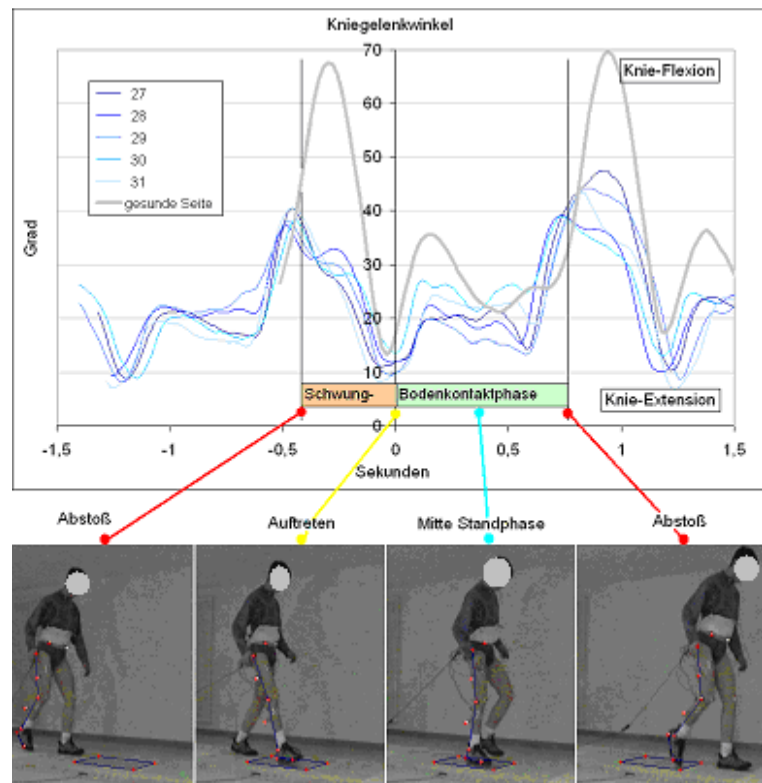 Kniegelenkwinkel
70
Knie-Flexion
60
27
28
29
30
31
gesunde Seite
50
40
Grad
30
20
10
Schwung-
Bodenkontaktphase
Knie-Extension
0
-1,5
-1
-0,5
0
0,5
1
1,5
Sekunden
Abstoß
Auftreten
Mitte Standphase
Abstoß